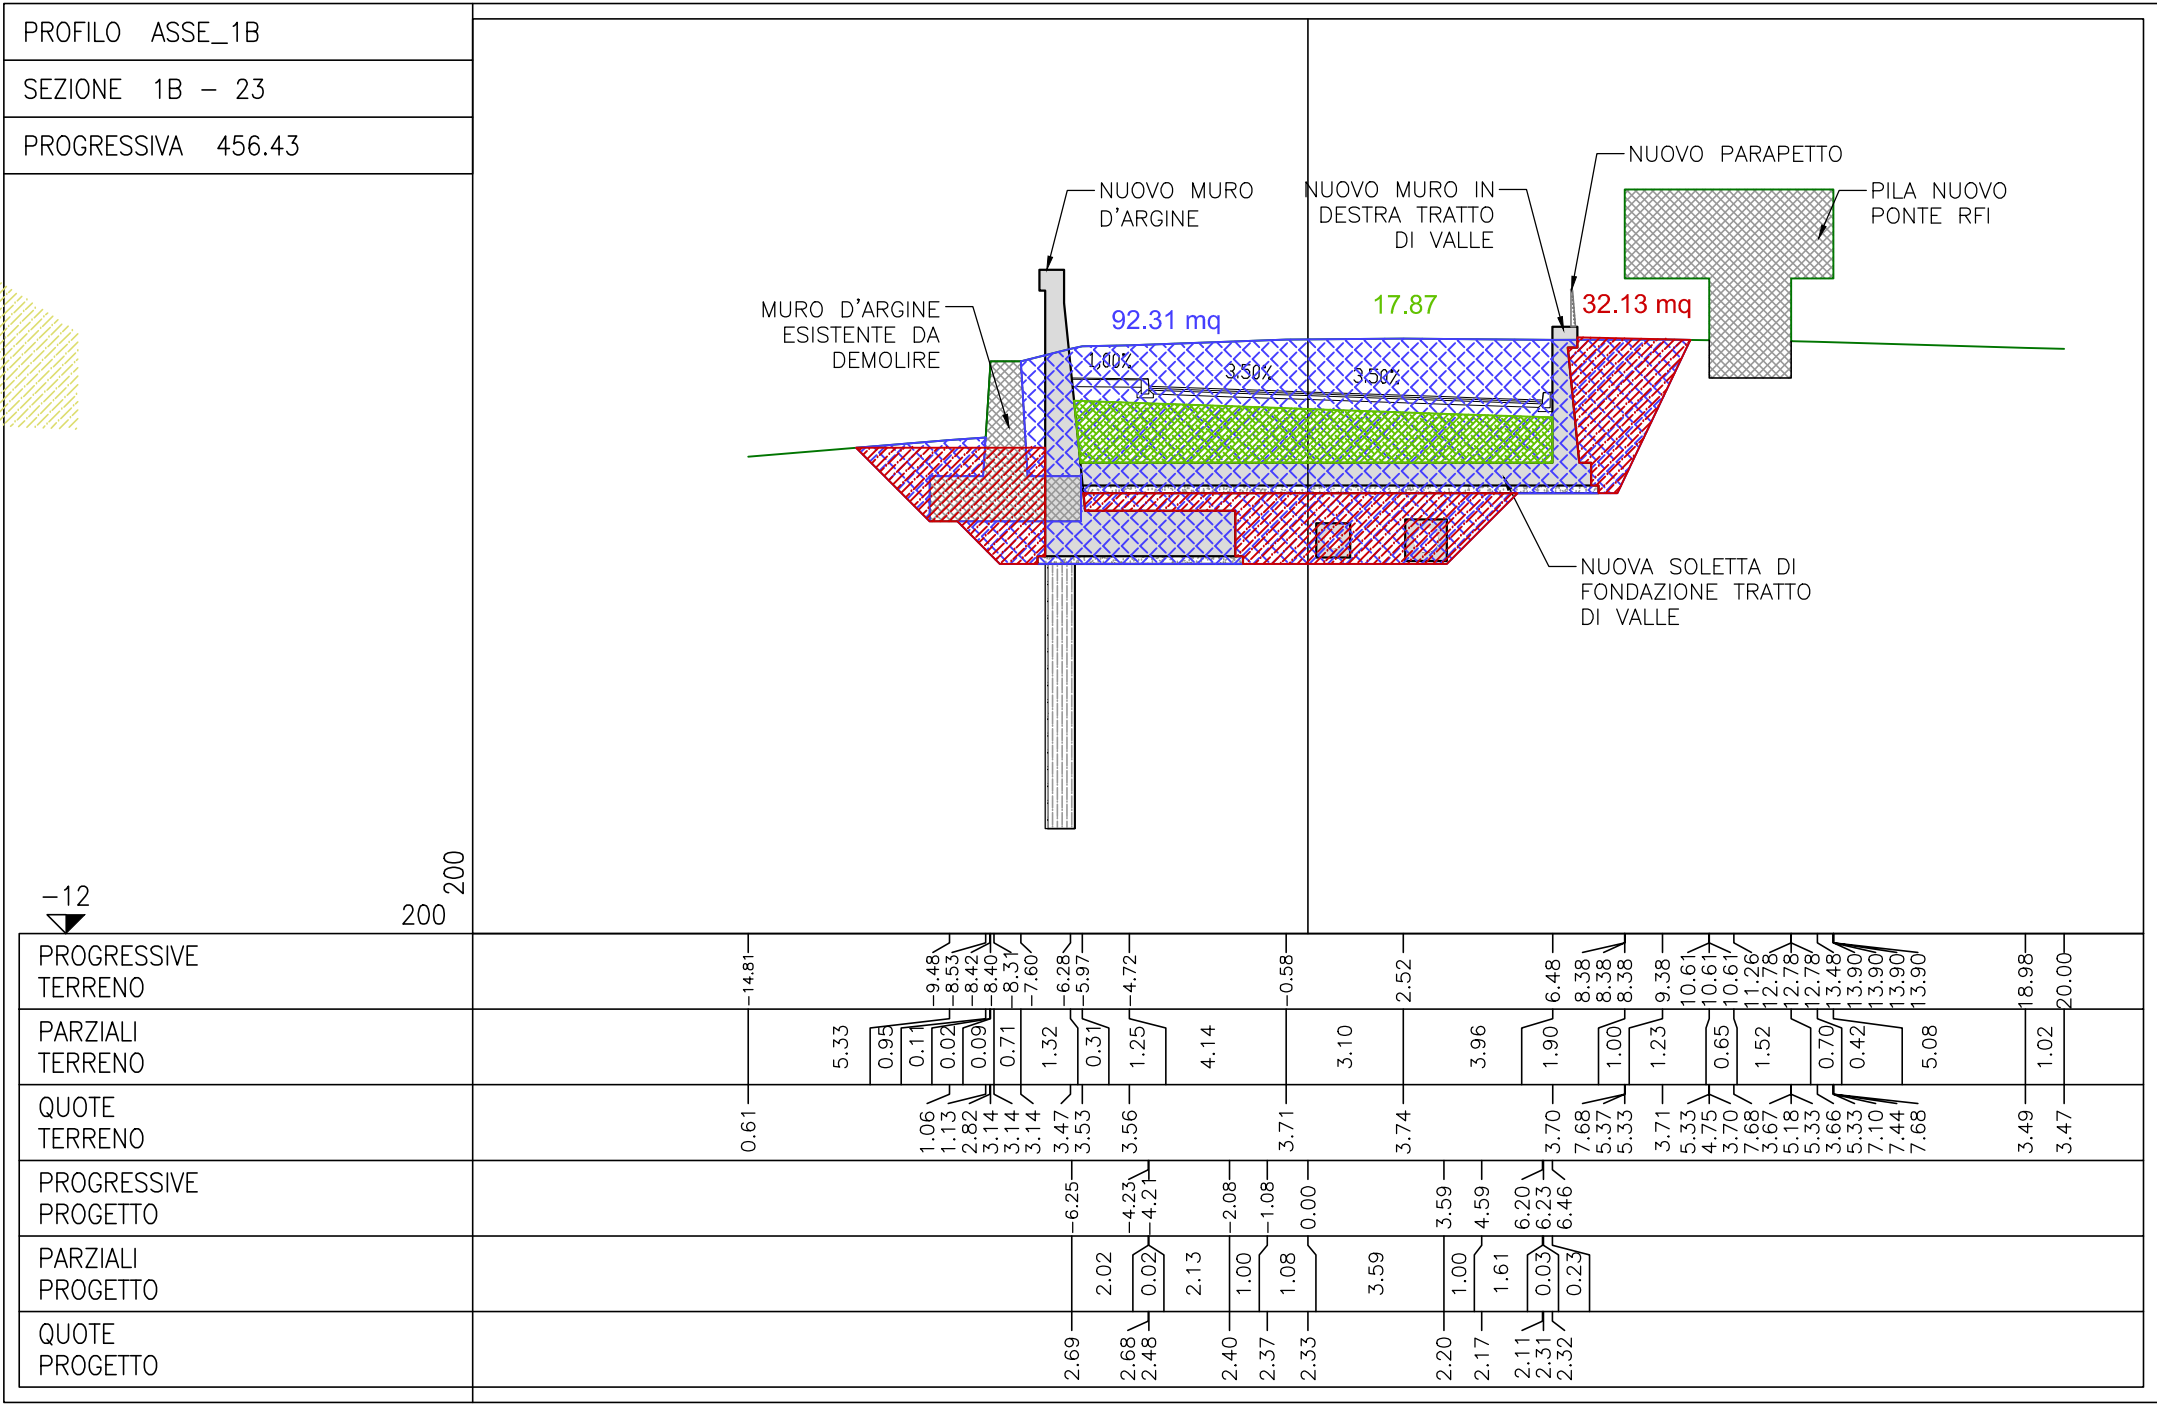 PROFILO ASSE_1B
SEZIONE 1B - 23
PROGRESSIVA 456.43
NUOVO PARAPETTO
NUOVO MURO
D'ARGINE
NUOVO MURO IN
DESTRA TRATTO
DI VALLE
PILA NUOVO
PONTE RFI
MURO D'ARGINE
ESISTENTE DA
DEMOLIRE
92.31 mq
17.87
32.13 mq
1,00%
3,50%
3,50%
NUOVA SOLETTA DI
FONDAZIONE TRATTO
DI VALLE
-12
200
200
PROGRESSIVE
TERRENO
-14.81 -9.48 -8.53 -8.42 -8.40 -8.31 -7.60 -6.28 -5.97 -4.72 -0.58 2.52 6.48 8.38 8.38 8.38 9.38 10.61 10.61 11.26 12.78 12.78 12.78 13.48 13.90 13.90 13.90 13.90 18.98 20.00
PARZIALI
TERRENO
5.33 0.95 0.11 0.02 0.09 0.71 1.32 0.31 1.25 4.14 3.10 3.96 1.90 1.00 1.23 0.65 1.52 0.70 0.42 5.08 1.02
QUOTE
TERRENO
0.61 1.06 1.13 2.82 3.14 3.14 3.14 3.47 3.53 3.56 3.71 3.74 3.70 7.68 5.37 5.33 3.71 5.33 4.75 3.70 7.68 3.67 5.18 5.33 3.66 5.33 7.10 7.44 7.68 3.49 3.47
PROGRESSIVE
PROGETTO
-6.25 -4.23 -4.21 -2.08 -1.08 0.00 3.59 4.59 6.20 6.23 6.46
PARZIALI
PROGETTO
2.02 0.02 2.13 1.00 1.08 3.59 1.00 1.61 0.03 0.23
QUOTE
PROGETTO
2.69 2.68 2.48 2.40 2.37 2.33 2.20 2.17 2.11 2.31 2.32